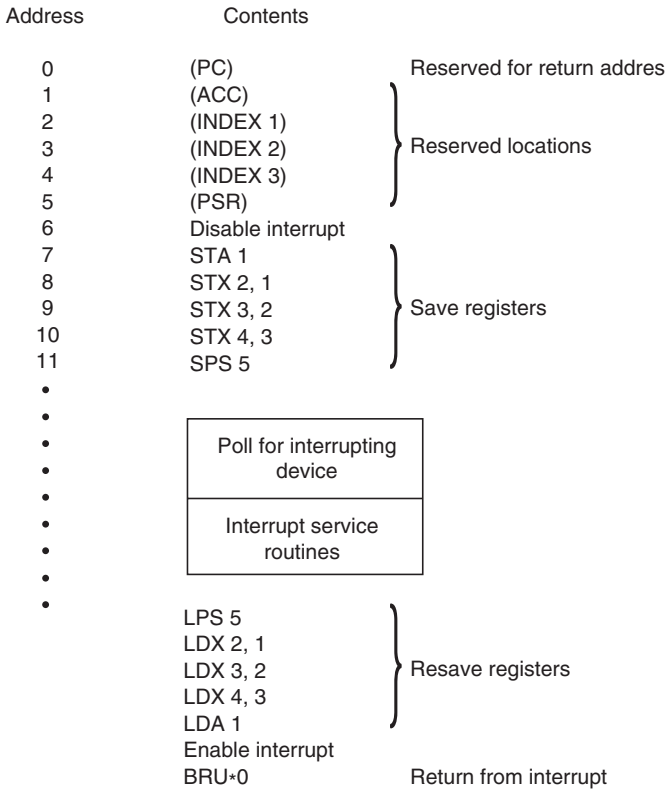 Address Contents
0 (PC) Reserved for return addres
1 (ACC)
2 (INDEX 1)
3 (INDEX 2) Reserved locations
4 (INDEX 3)
5 (PSR)
6 Disable interrupt
7 STA 1
8 STX 2, 1
9 STX 3, 2 Save registers
10 STX 4, 3
11 SPS 5
Poll for interrupting
device
Interrupt service
routines
LPS 5
LDX 2, 1
LDX 3, 2 Resave registers
LDX 4, 3
LDA 1
Enable interrupt
BRU*0 Return from interrupt